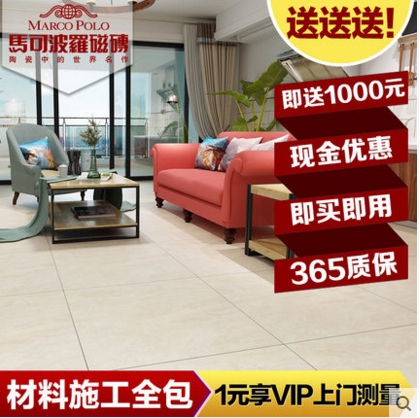 MARCO POLO
馬可波羅磁磚
陶瓷中的世界名作
送送送!
即送1000元
现金优惠
即买即用
365质保
材料施工全包
1元享VIP上门测量